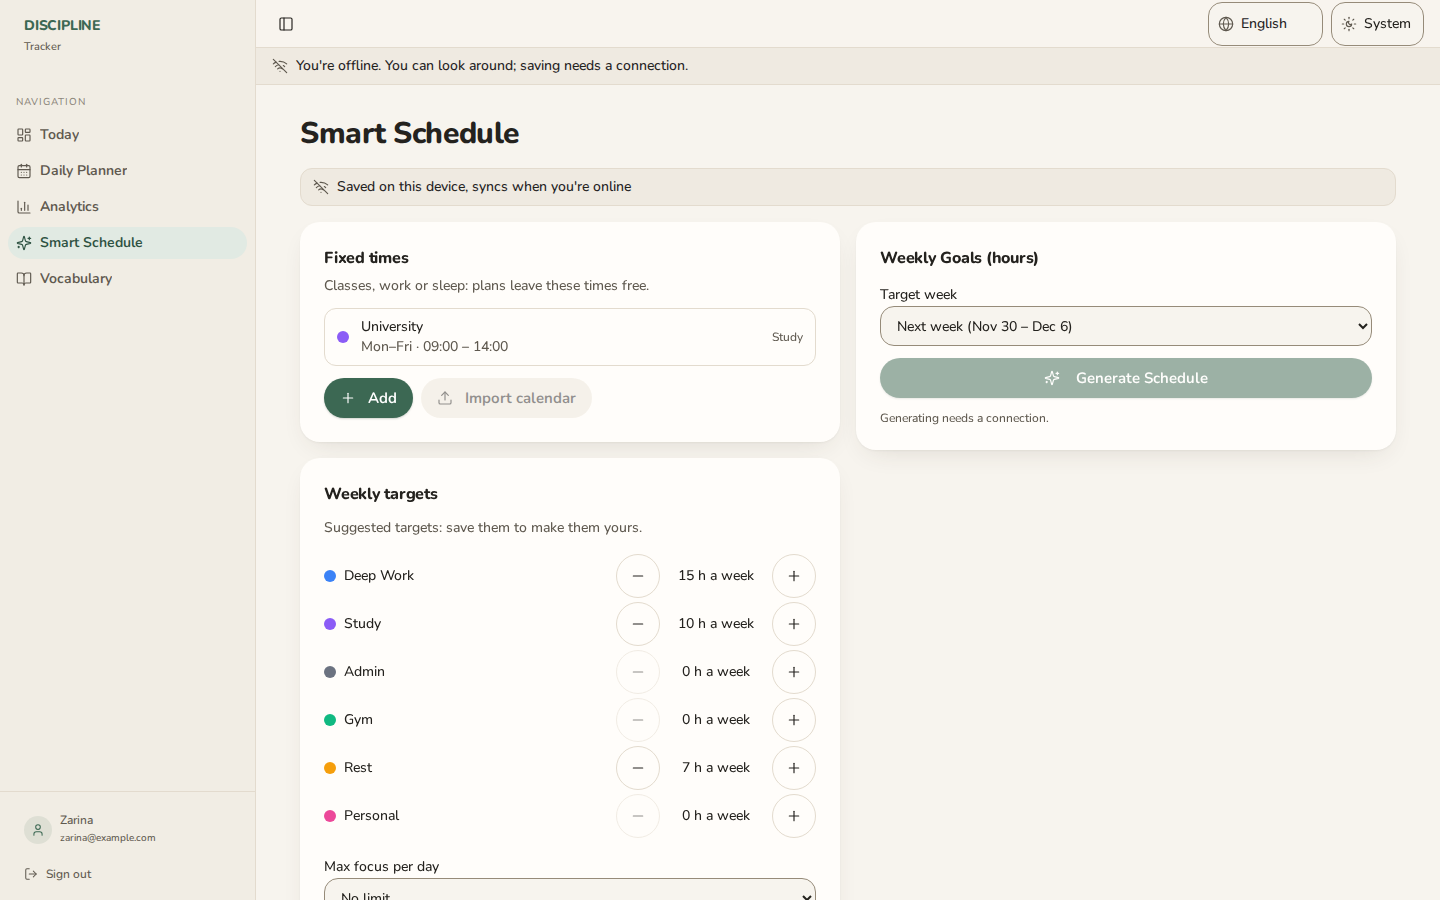 DISCIPLINE
Tracker
NAVIGATION
Today
Daily Planner
Analytics
Smart Schedule
Vocabulary
Zarina
zarina@example.com
Sign out
English
System
You're offline. You can look around; saving needs a connection.
Smart Schedule
Saved on this device, syncs when you're online
Fixed times
Classes, work or sleep: plans leave these times free.
University
Mon–Fri · 09:00 – 14:00
Study
Add
Import calendar
Weekly Goals (hours)
Target week
Next week (Nov 30 – Dec 6)
Generate Schedule
Generating needs a connection.
Weekly targets
Suggested targets: save them to make them yours.
Deep Work
15 h a week
Study
10 h a week
Admin
0 h a week
Gym
0 h a week
Rest
7 h a week
Personal
0 h a week
Max focus per day
No limit